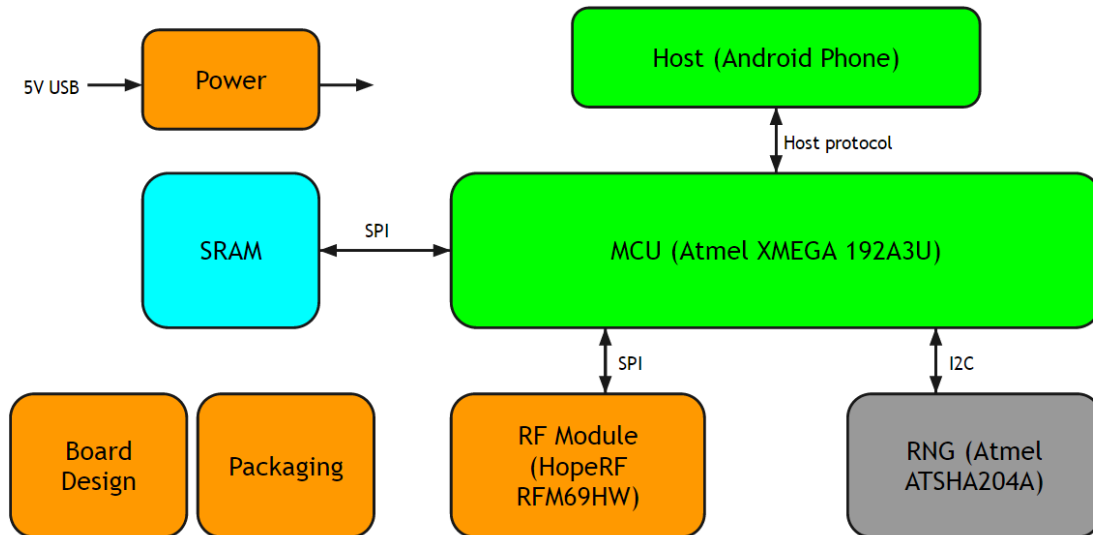 Host (Android Phone)
5V USB
Power
Host protocol
SRAM
SPI
MCU (Atmel XMEGA 192A3U)
SPI
I2C
Board
Design
Packaging
RF Module
(HopeRF
RFM69HW)
RNG (Atmel
ATSHA204A)